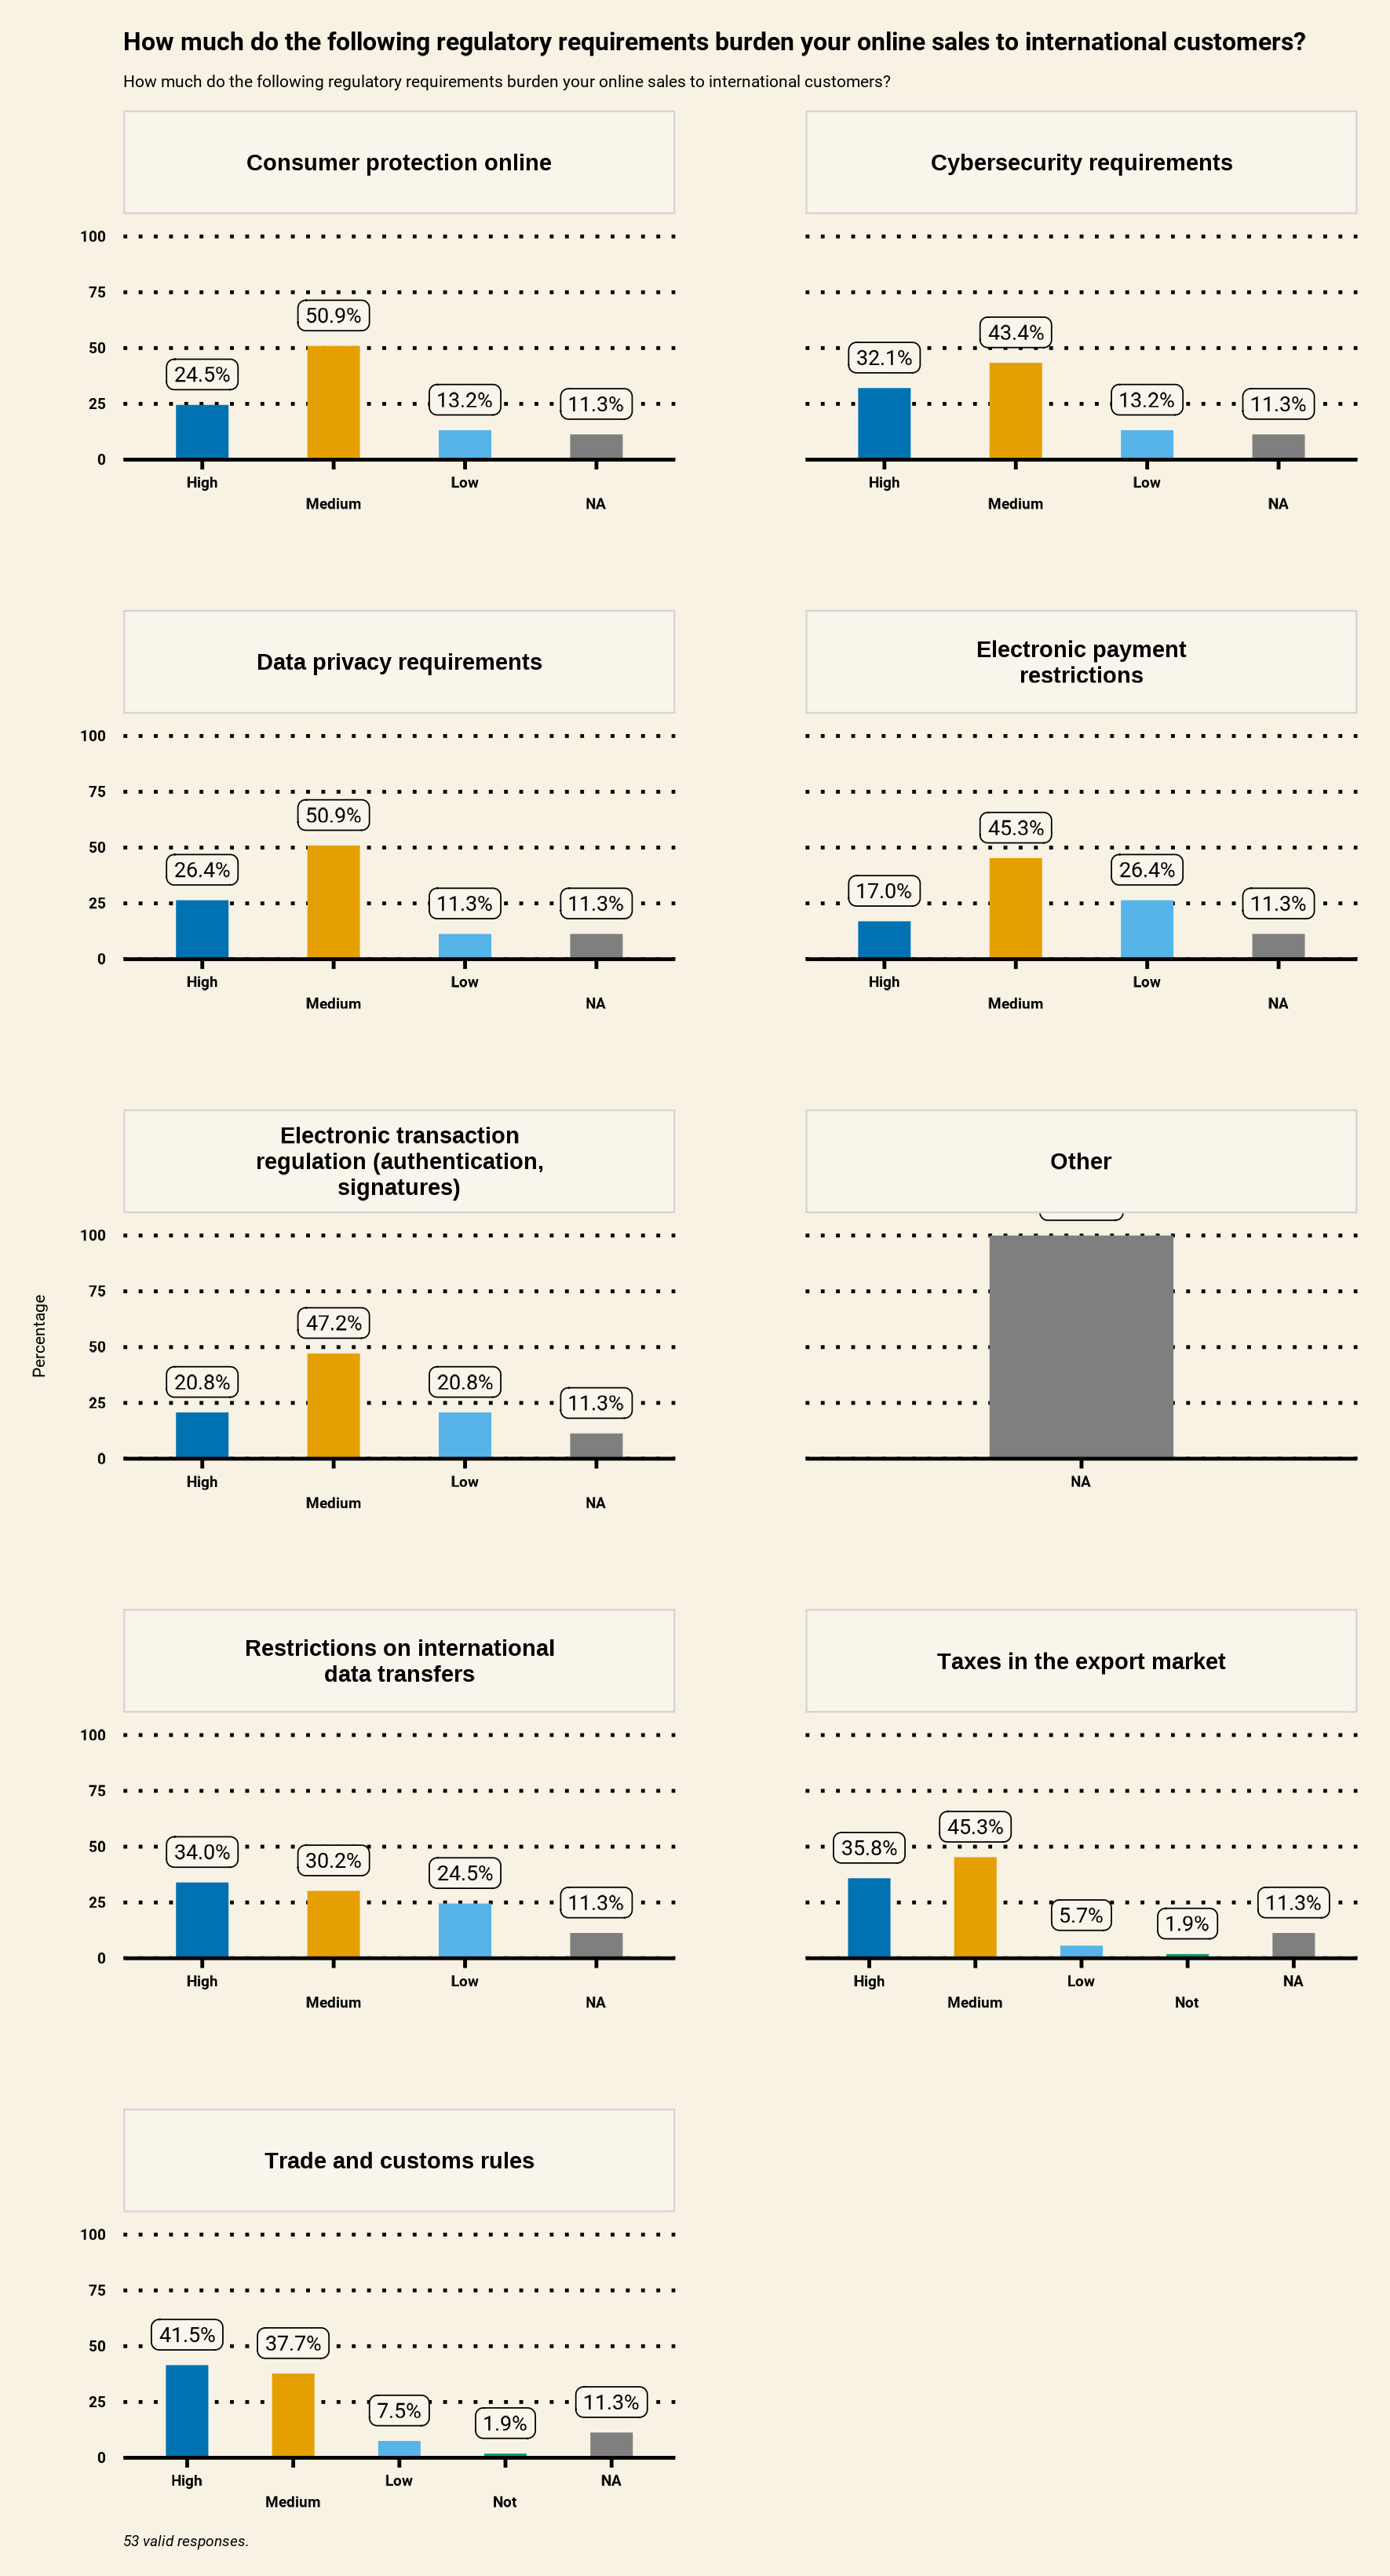 How much do the following regulatory requirements burden your online sales to international customers?
How much do the following regulatory requirements burden your online sales to international customers?
Consumer protection online
100
75
50
25
0
24.5%
50.9%
13.2%
11.3%
High
Medium
Low
NA
Cybersecurity requirements
32.1%
43.4%
13.2%
11.3%
High
Medium
Low
NA
Data privacy requirements
100
75
50
25
0
26.4%
50.9%
11.3%
11.3%
High
Medium
Low
NA
Electronic payment
restrictions
17.0%
45.3%
26.4%
11.3%
High
Medium
Low
NA
Percentage
Electronic transaction
regulation (authentication,
signatures)
100
75
50
25
0
20.8%
47.2%
20.8%
11.3%
High
Medium
Low
NA
Other
NA
Restrictions on international
data transfers
100
75
50
25
0
34.0%
30.2%
24.5%
11.3%
High
Medium
Low
NA
Taxes in the export market
35.8%
45.3%
5.7%
1.9%
11.3%
High
Medium
Low
Not
NA
Trade and customs rules
100
75
50
25
0
41.5%
37.7%
7.5%
1.9%
11.3%
High
Medium
Low
Not
NA
53 valid responses.